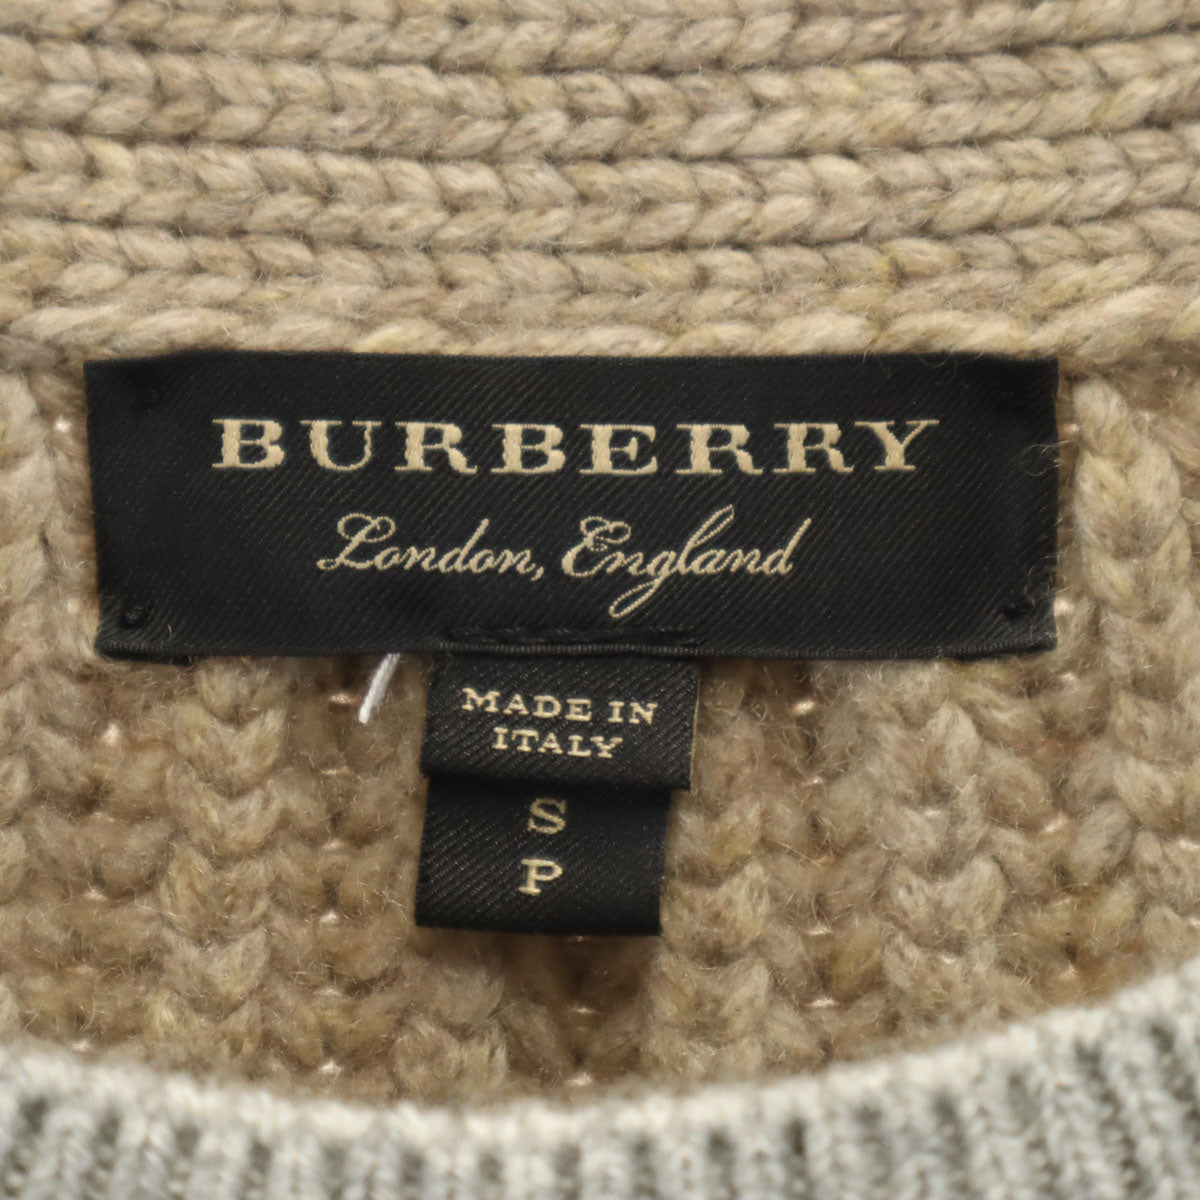 BURBERRY
London, England
MADE IN
ITALY
S
P